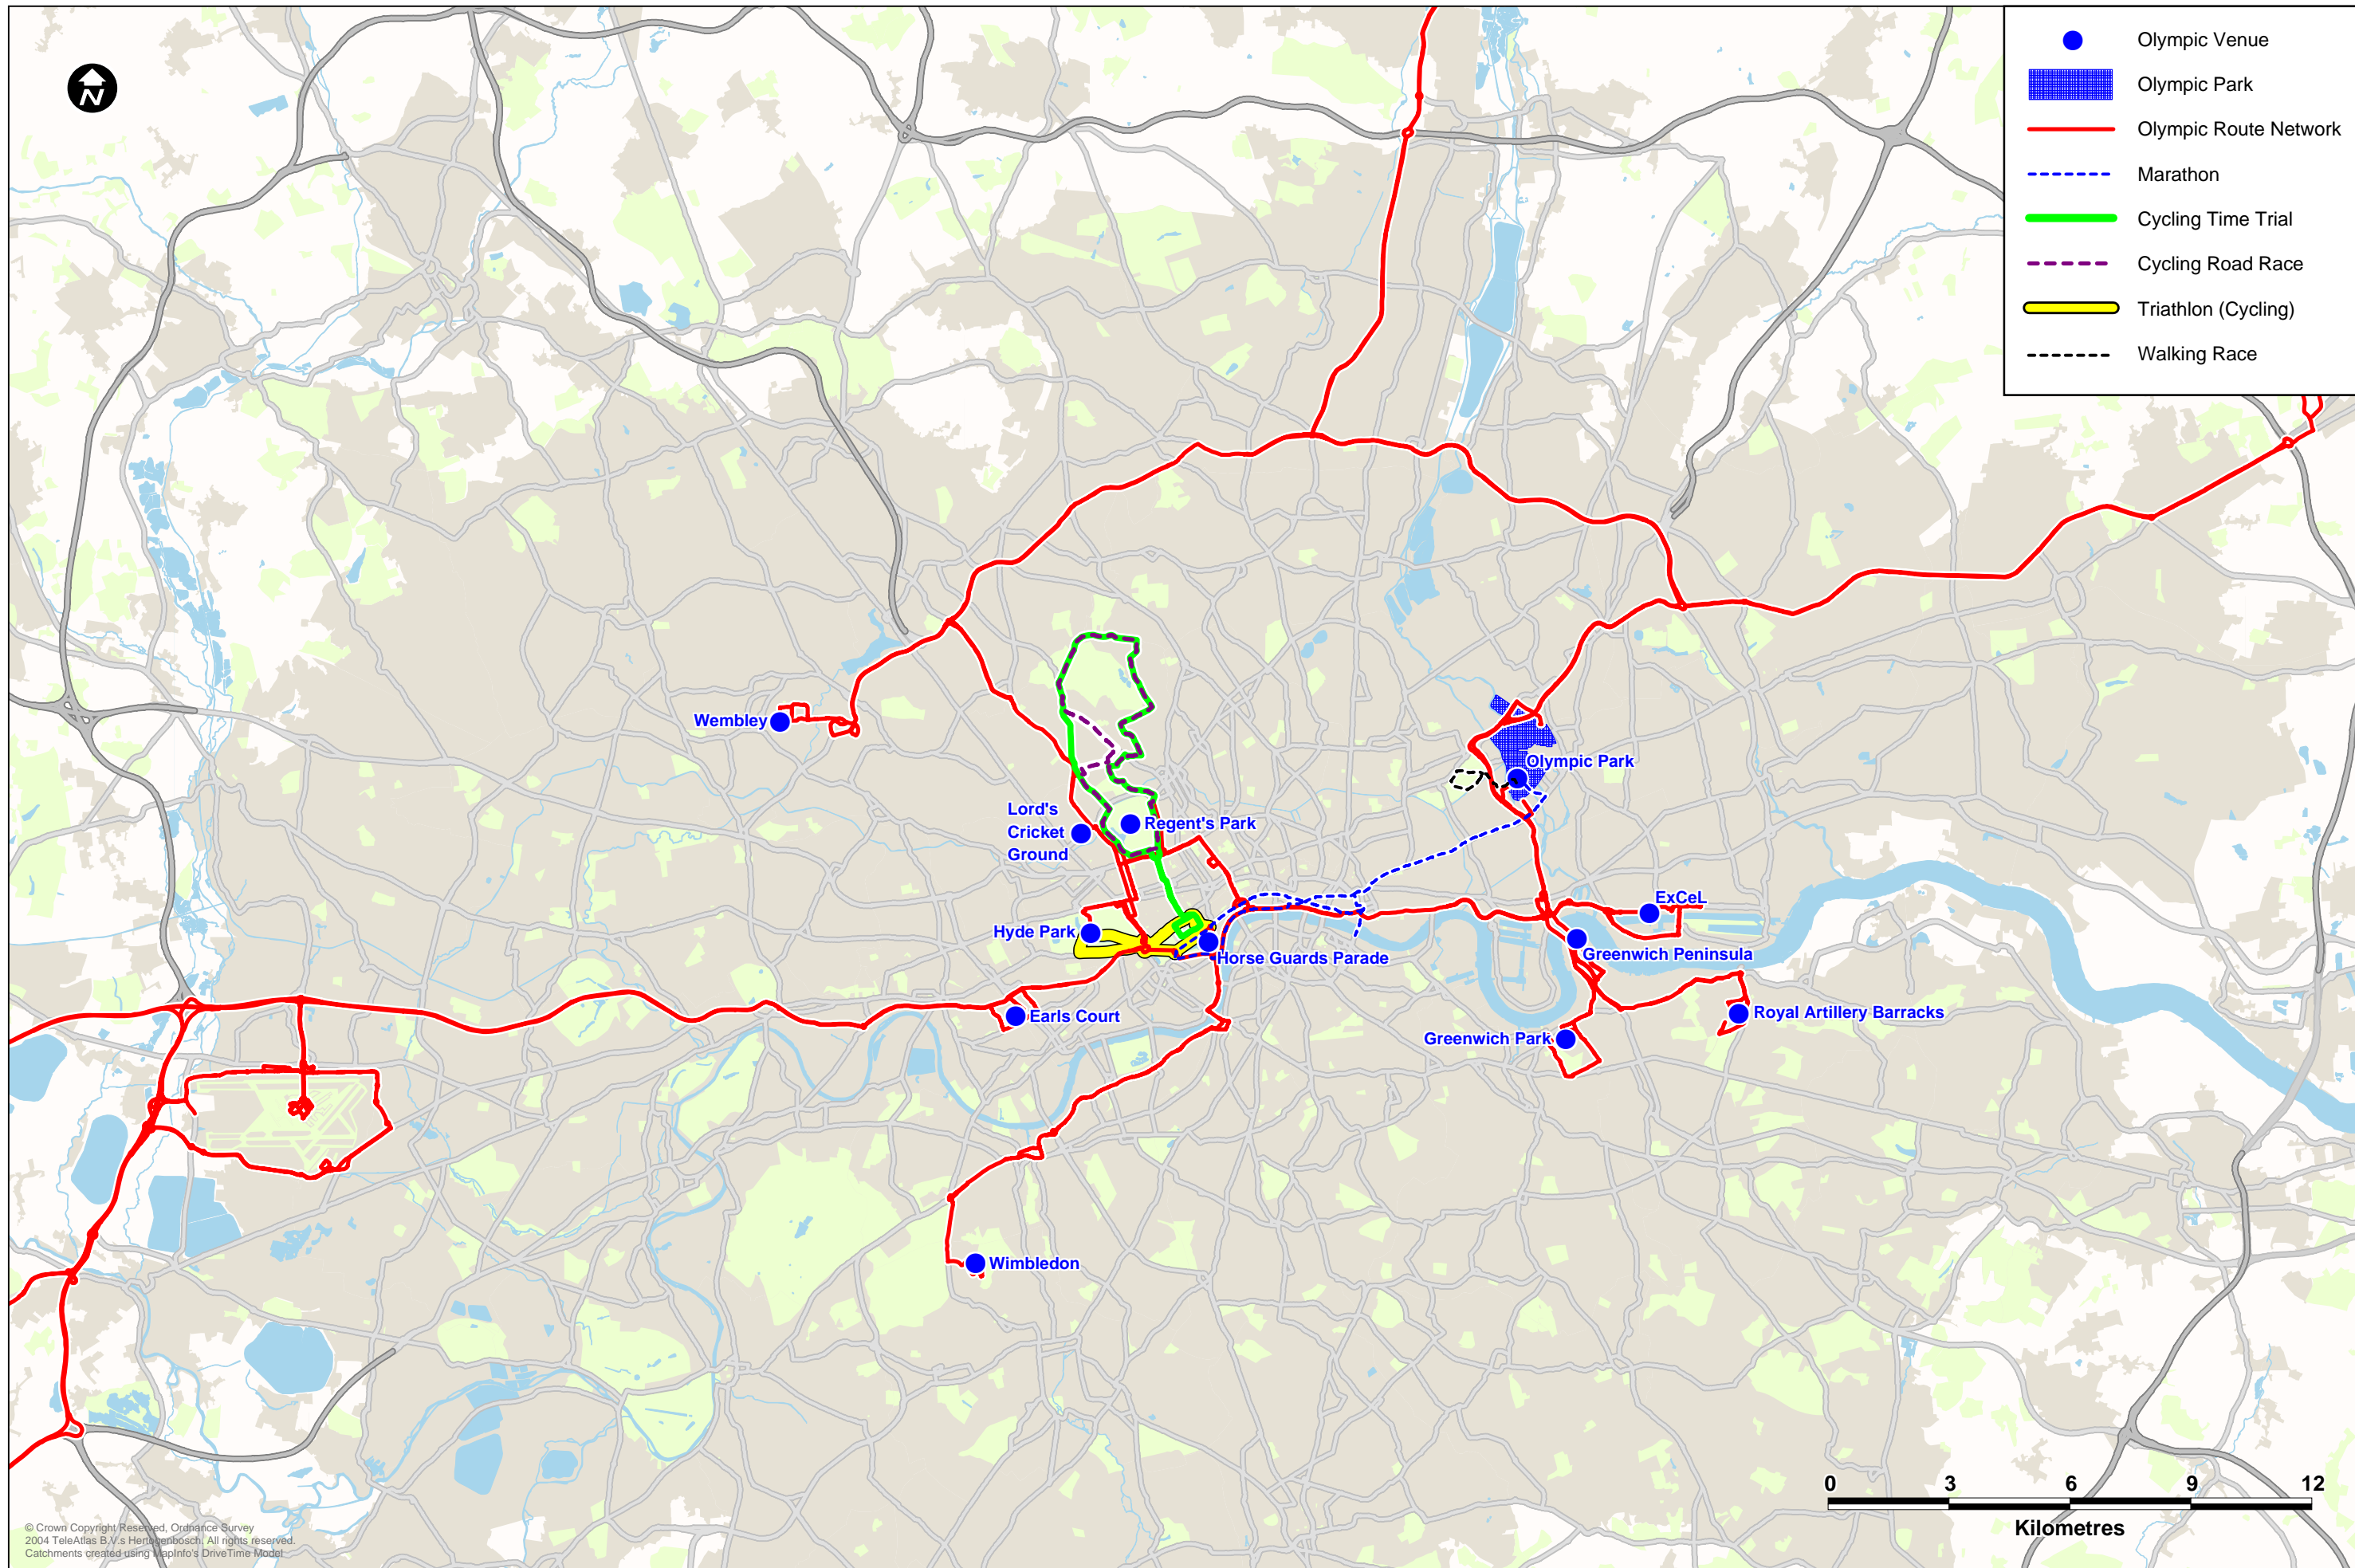 N
Olympic Venue
Olympic Park
Olympic Route Network
Marathon
Cycling Time Trial
Cycling Road Race
Triathlon (Cycling)
Walking Race
Wembley
Olympic Park
Lord's
Cricket
Ground
Regent's Park
ExCeL
Hyde Park
Greenwich Peninsula
Horse Guards Parade
Earls Court
Royal Artillery Barracks
Greenwich Park
Wimbledon
0 3 6 9 12
Kilometres
© Crown Copyright Reserved, Ordnance Survey
2004 TeleAtlas B.V.s Hertogenbosch. All rights reserved.
Catchments created using MapInfo's DriveTime Model